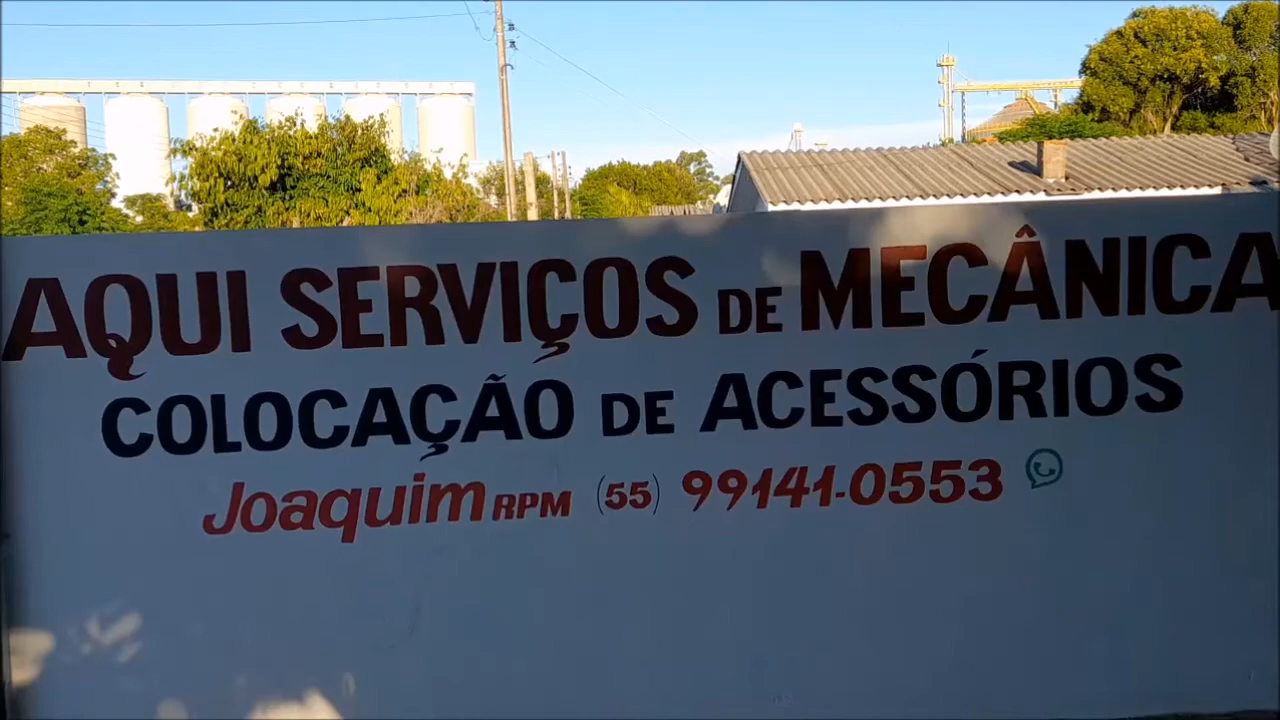 AQUI SERVIÇOS DE MECÂNICA
COLOCAÇÃO DE ACESSÓRIOS
Joaquim RPM (55) 99141-0553